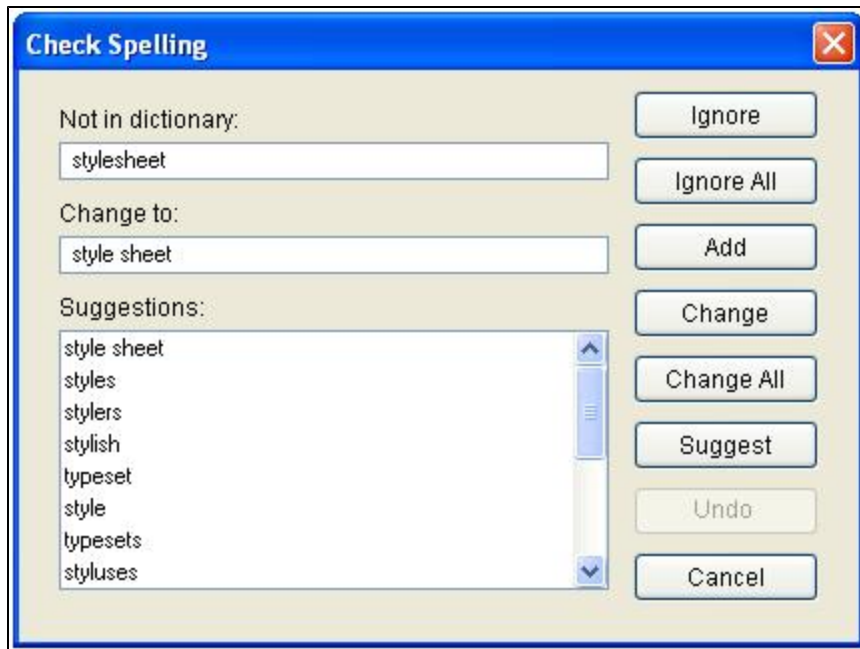 Check Spelling
Not in dictionary:
stylesheet
Change to:
style sheet
Suggestions:
style sheet
styles
stylers
stylish
typeset
style
typesets
styluses
Ignore
Ignore All
Add
Change
Change All
Suggest
Undo
Cancel